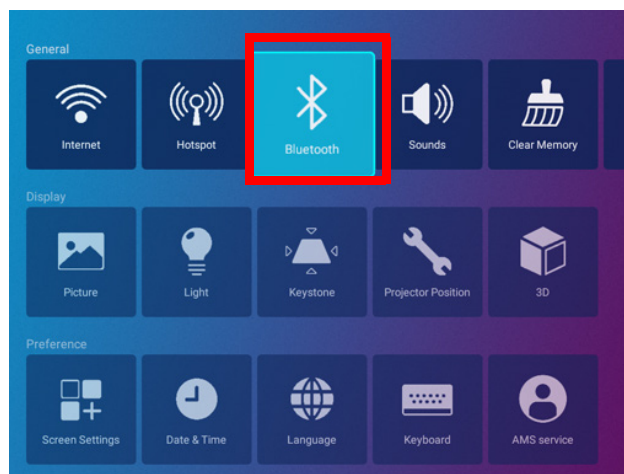 General
Internet
Hotspot
Bluetooth
Sounds
Clear Memory
Display
Picture
Light
Keystone
Projector Position
3D
Preference
Screen Settings
Date & Time
Language
Keyboard
AMS service